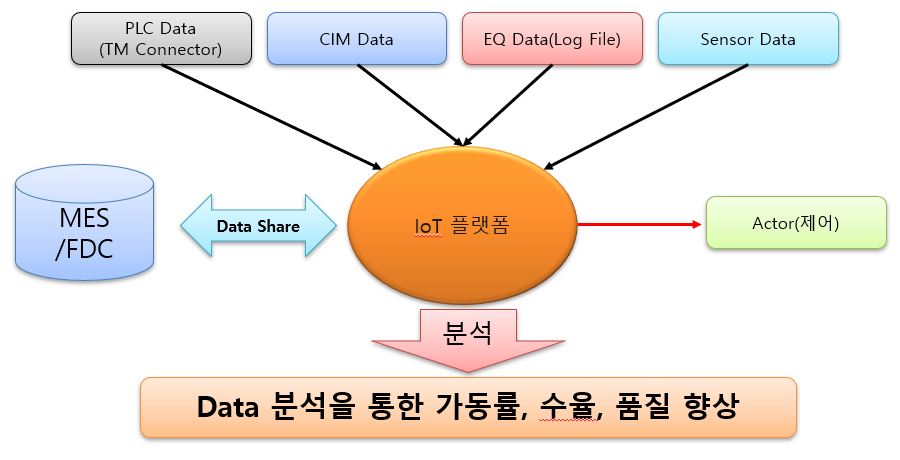 PLC Data
(TM Connector)
CIM Data
EQ Data(Log File)
Sensor Data
MES
/FDC
Data Share
IoT 플랫폼
Actor(제어)
분석
Data 분석을 통한 가동률, 수율, 품질 향상